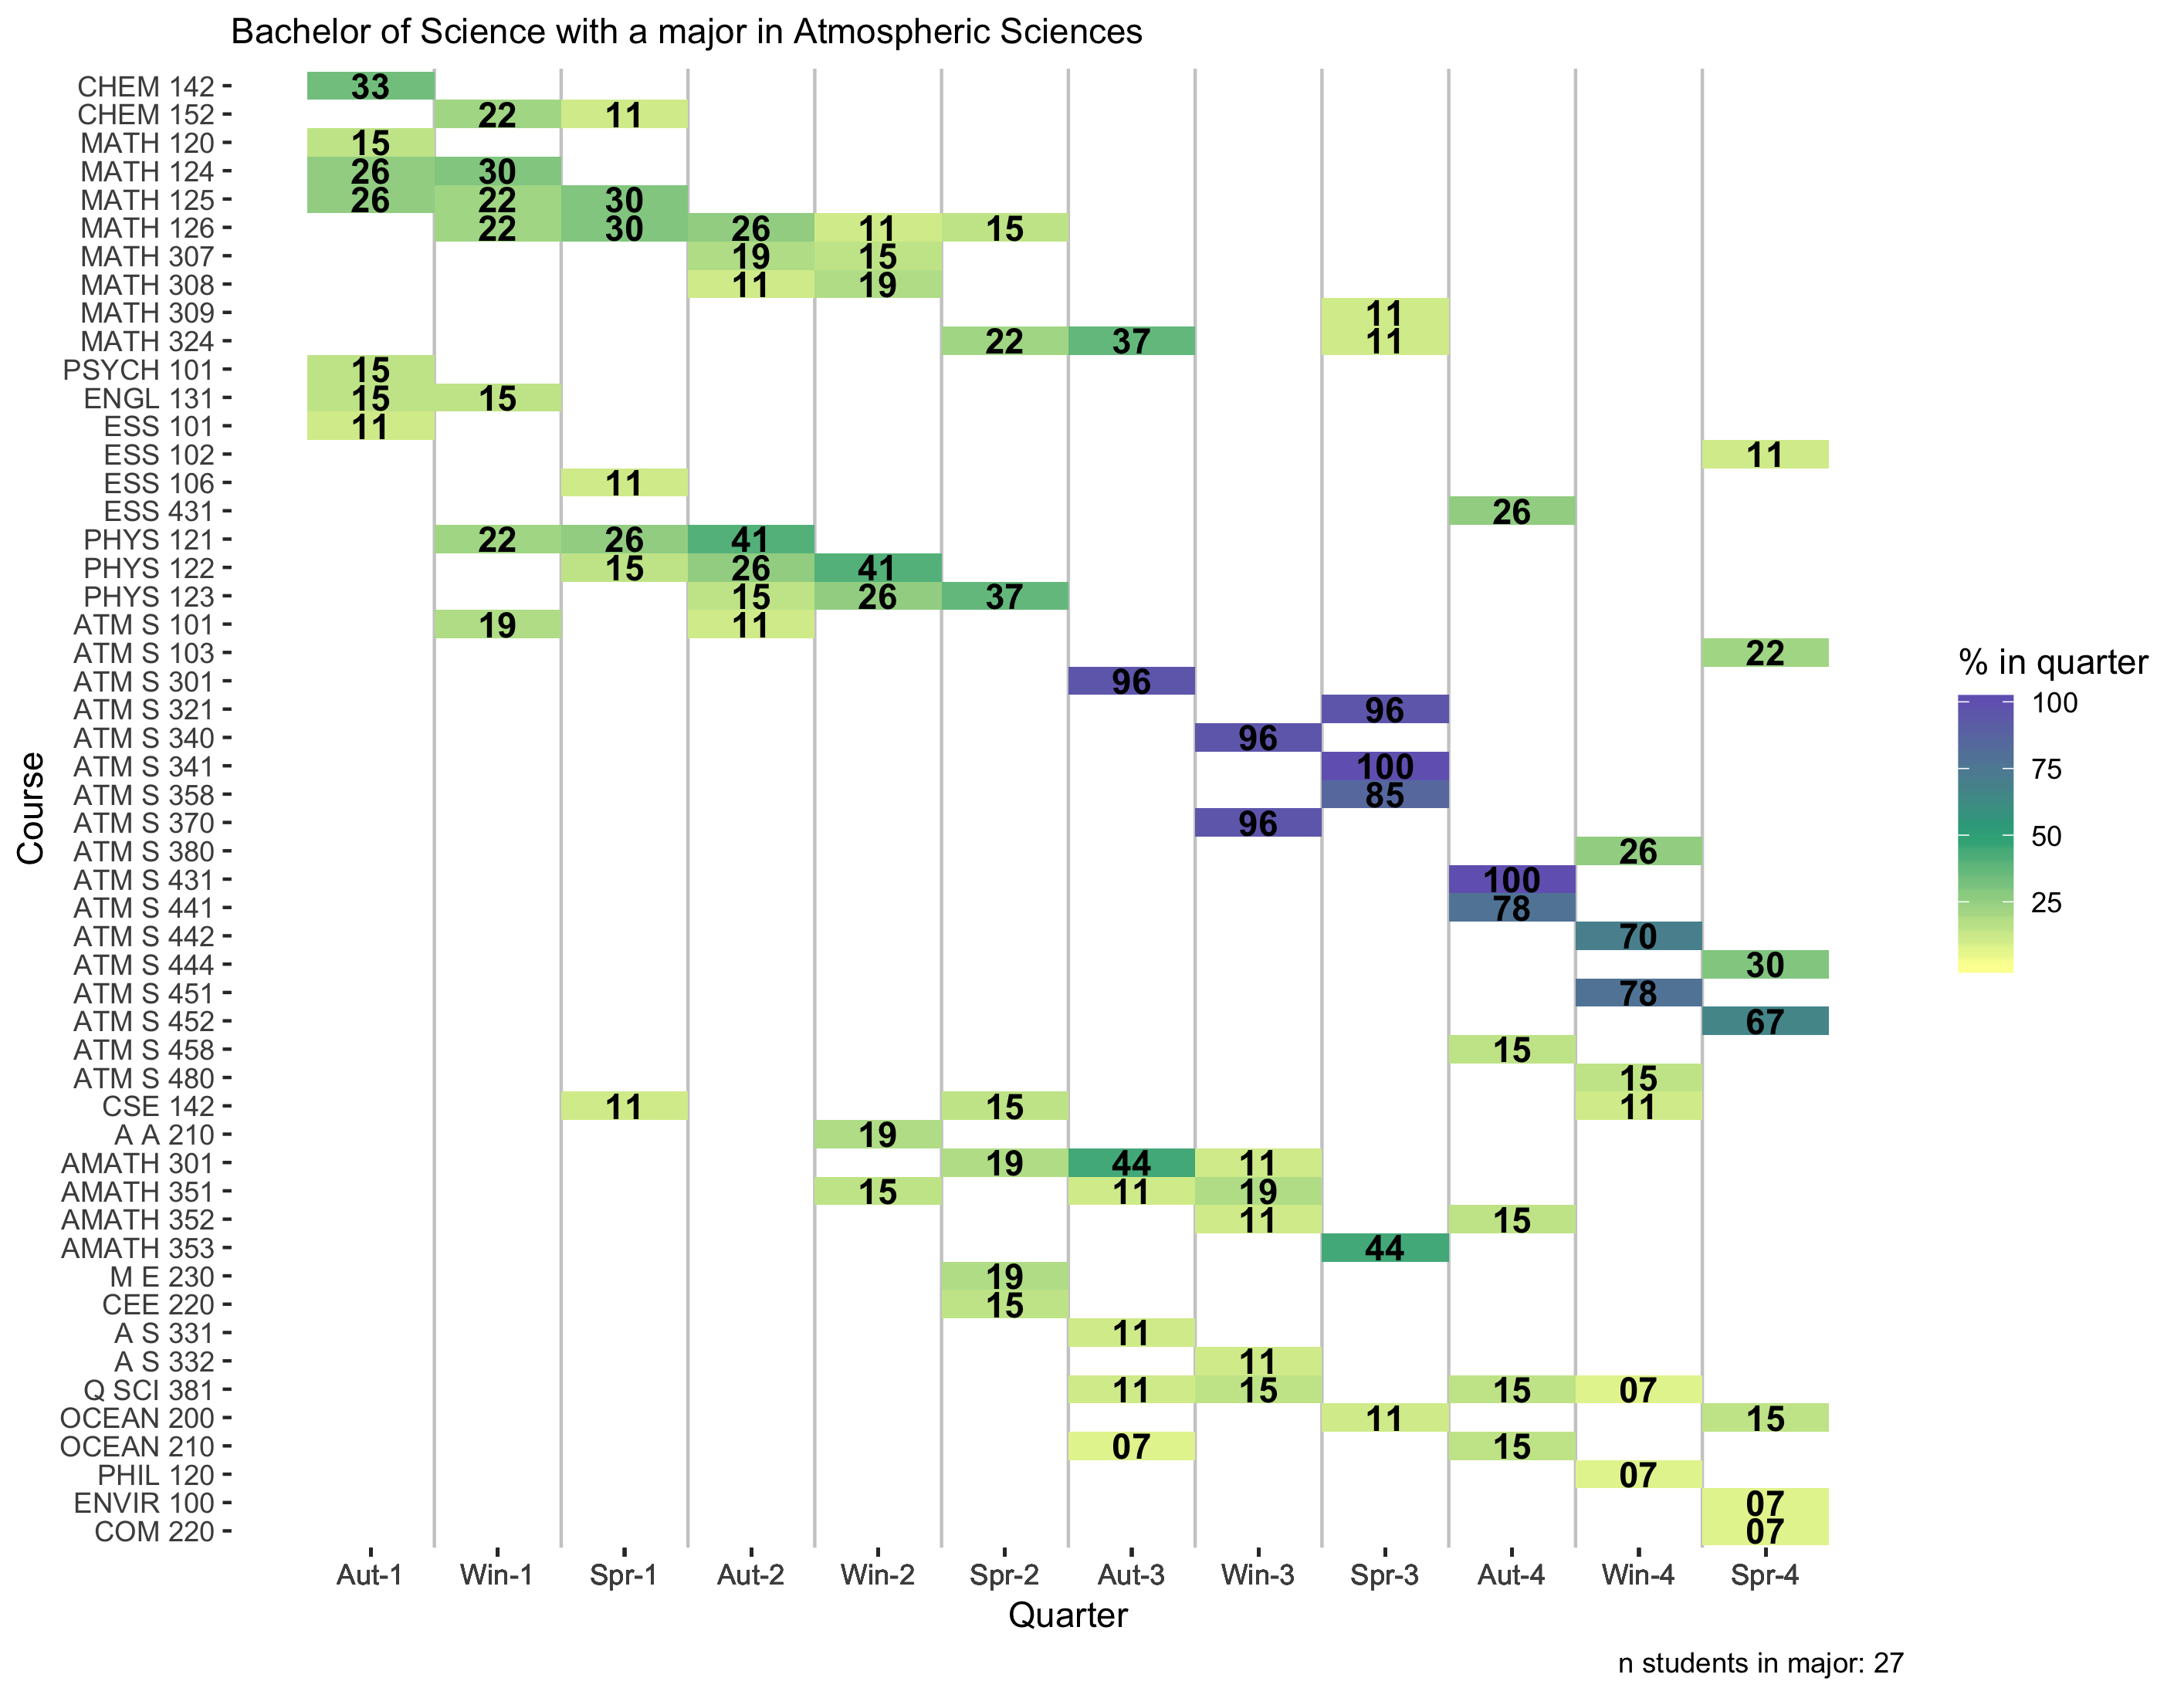 Bachelor of Science with a major in Atmospheric Sciences
CHEM 142 33
CHEM 152 22 11
MATH 120 15
MATH 124 26 30
MATH 125 26 22 30
MATH 126 22 30 26 11 15
MATH 307 19 15
MATH 308 11 19
MATH 309 11
MATH 324 22 37 11
PSYCH 101 15
ENGL 131 15 15
ESS 101 11
ESS 102 11
ESS 106 11
ESS 431 26
PHYS 121 22 26 41
PHYS 122 15 26 41
PHYS 123 15 26 37
ATM S 101 19 11
ATM S 103 22
ATM S 301 96
ATM S 321 96
ATM S 340 96
ATM S 341 100
ATM S 358 85
ATM S 370 96
ATM S 380 26
ATM S 431 100
ATM S 441 78
ATM S 442 70
ATM S 444 30
ATM S 451 78
ATM S 452 67
ATM S 458 15
ATM S 480 15
CSE 142 11 15 11
A A 210 19
AMATH 301 19 44 11
AMATH 351 15 11 19
AMATH 352 11 15
AMATH 353 44
M E 230 19
CEE 220 15
A S 331 11
A S 332 11
Q SCI 381 11 15 15 07
OCEAN 200 11 15
OCEAN 210 07 15
PHIL 120 07
ENVIR 100 07
COM 220 07
Course
Aut-1 Win-1 Spr-1 Aut-2 Win-2 Spr-2 Aut-3 Win-3 Spr-3 Aut-4 Win-4 Spr-4
Quarter
% in quarter
100
75
50
25
n students in major: 27